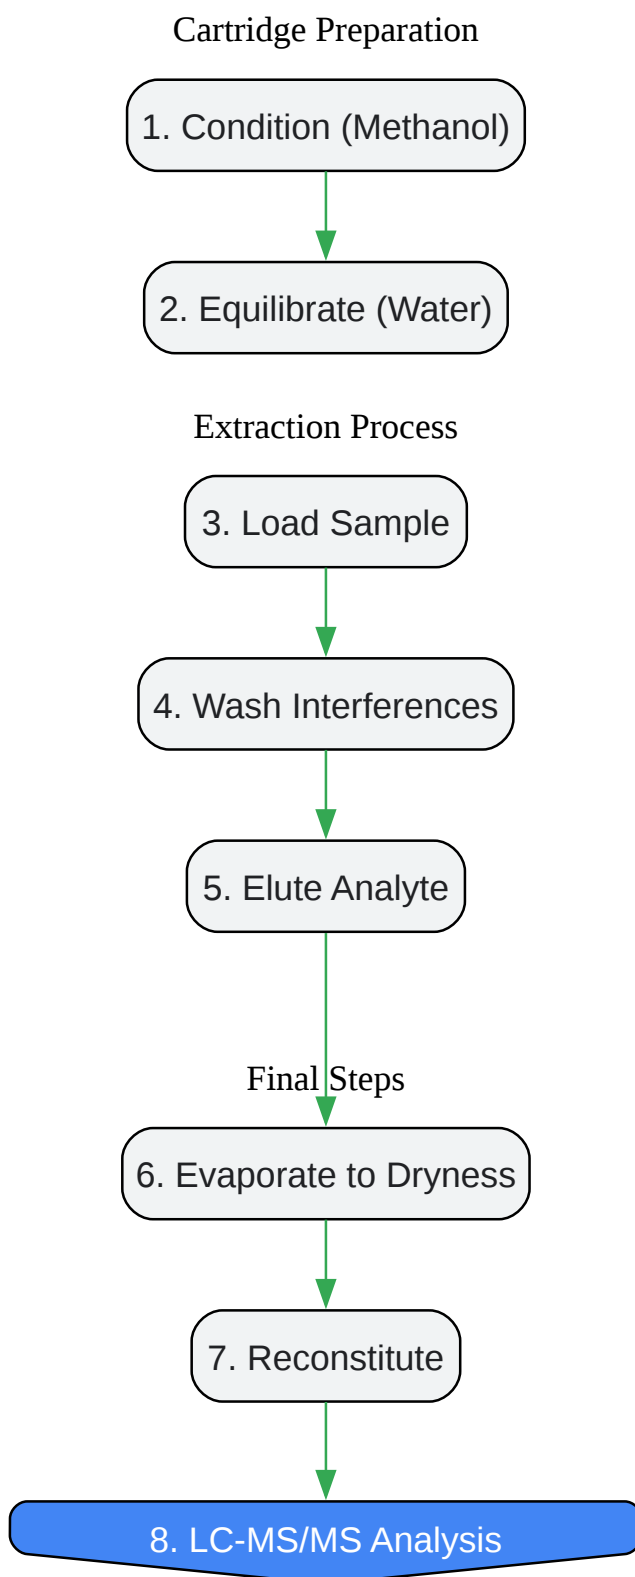 Cartridge Preparation
1. Condition (Methanol)
2. Equilibrate (Water)
Extraction Process
3. Load Sample
4. Wash Interferences
5. Elute Analyte
Final Steps
6. Evaporate to Dryness
7. Reconstitute
8. LC-MS/MS Analysis